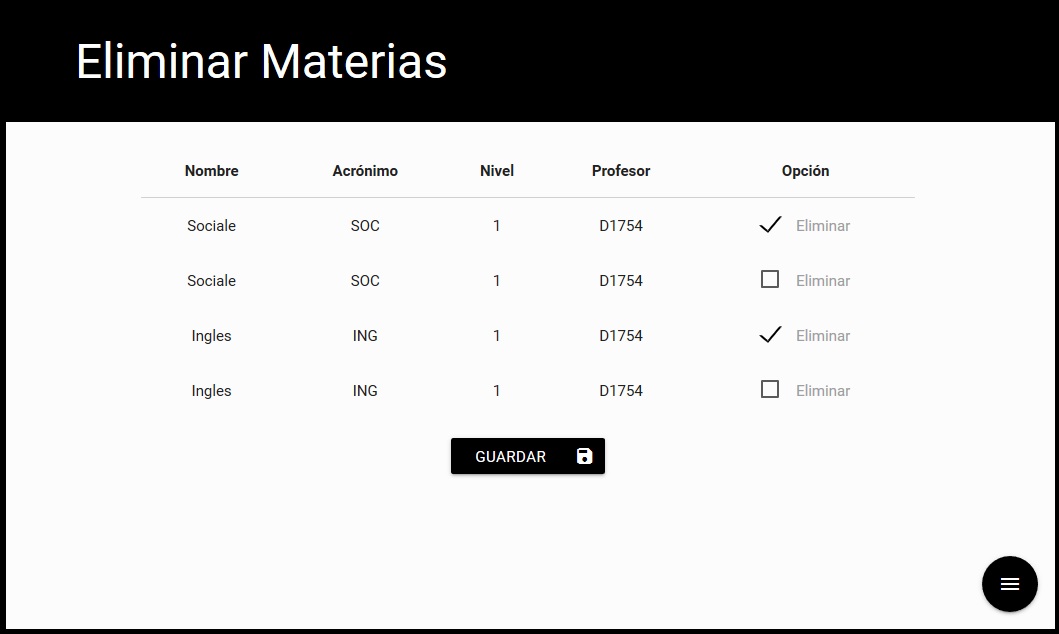 Eliminar Materias
Nombre Acrónimo Nivel Profesor Opción
Sociale SOC 1 D1754 Eliminar
Sociale SOC 1 D1754 Eliminar
Ingles ING 1 D1754 Eliminar
Ingles ING 1 D1754 Eliminar
GUARDAR